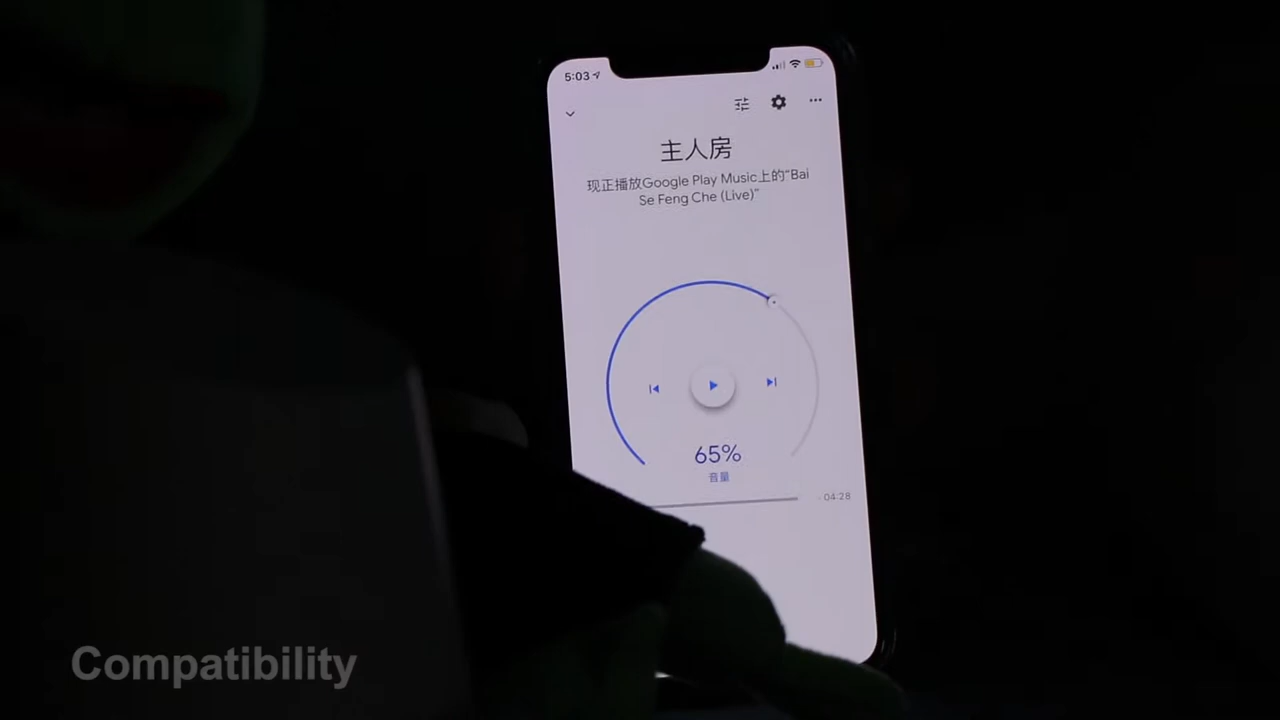 5:03
主人房
现正播放Google Play Music上的“Bai
Se Feng Che (Live)”
65%
音量
- 04:28
Compatibility